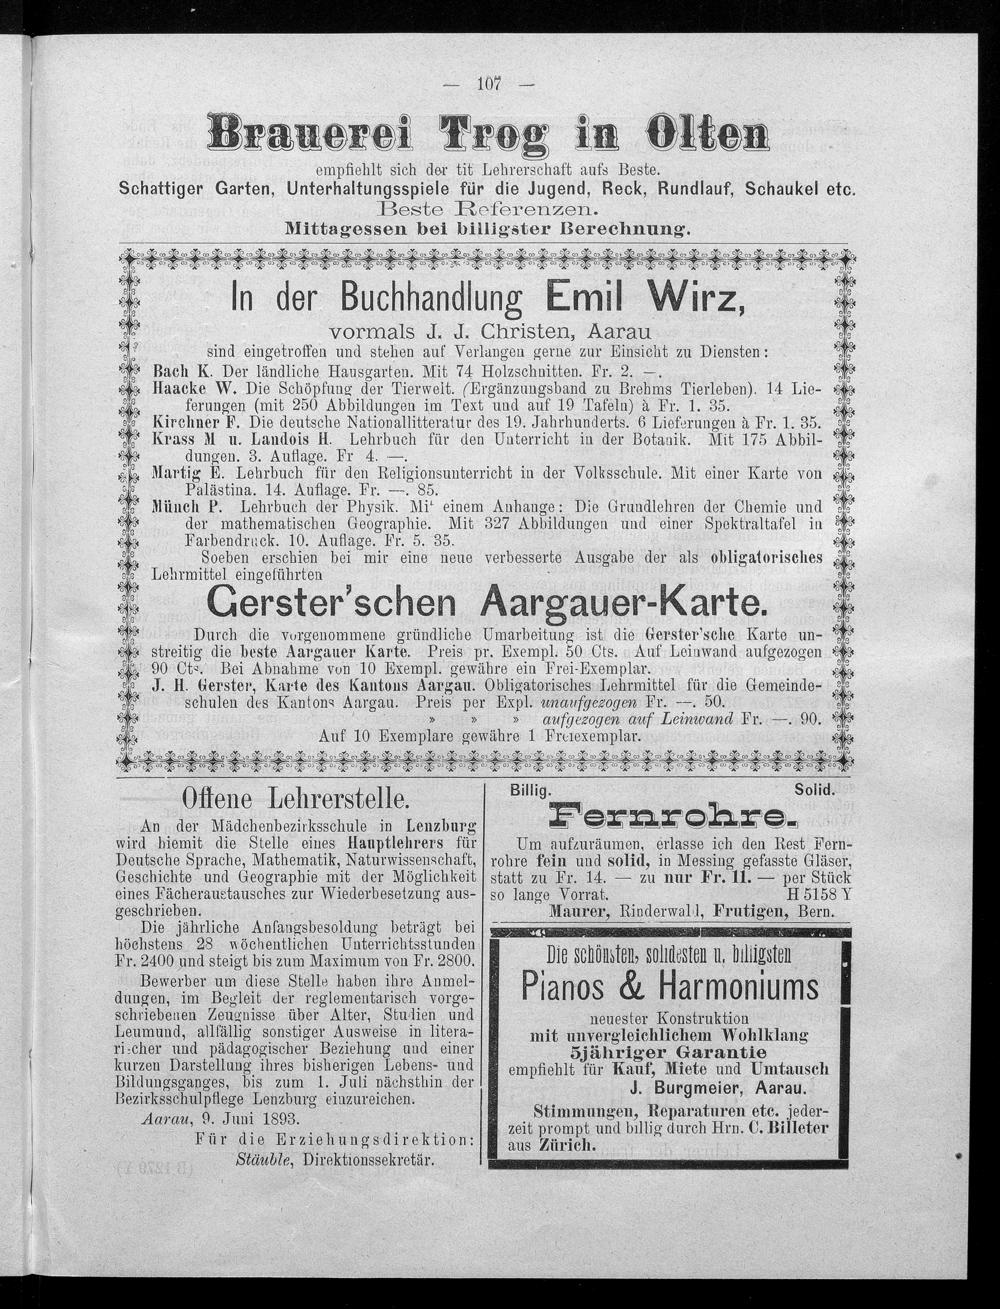 — 107 —
Brauerei Trog in Olten
empfiehlt sich der tit Lehrerschaft aufs Beste.
Schattiger Garten, Unterhaltungsspiele für die Jugend, Reck, Rundlauf, Schaukel etc.
Beste Referenzen.
Mittagessen bei billigster Berechnung.
In der Buchhandlung Emil Wirz,
vormals J. J. Christen, Aarau
sind eingetroffen und stehen auf Verlangen gerne zur Einsicht zu Diensten:
Bach K. Der ländliche Hausgarten. Mit 74 Holzschnitten. Fr. 2. —.
Haacke W. Die Schöpfung der Tierwelt. (Ergänzungsband zu Brehms Tierleben). 14 Lie-
ferungen (mit 250 Abbildungen im Text und auf 19 Tafeln) à Fr. 1. 35.
Kirchner F. Die deutsche Nationallitteratur des 19. Jahrhunderts. 6 Lieferungen à Fr. 1. 35.
Krass M u. Landois H. Lehrbuch für den Unterricht in der Botanik. Mit 175 Abbil-
dungen. 3. Auflage. Fr 4. —.
Martig E. Lehrbuch für den Religionsunterricht in der Volksschule. Mit einer Karte von
Palästina. 14. Auflage. Fr. —. 85.
Münch P. Lehrbuch der Physik. Mit einem Anhange: Die Grundlehren der Chemie und
der mathematischen Geographie. Mit 327 Abbildungen und einer Spektraltafel in
Farbendruck. 10. Auflage. Fr. 5. 35.
Soeben erschien bei mir eine neue verbesserte Ausgabe der als obligatorisches
Lehrmittel eingeführten
Gerster'schen Aargauer-Karte.
Durch die vorgenommene gründliche Umarbeitung ist die Gerster'sche Karte un-
streitig die beste Aargauer Karte. Preis pr. Exempl. 50 Cts. Auf Leinwand aufgezogen
90 Cts. Bei Abnahme von 10 Exempl. gewähre ein Frei-Exemplar.
J. H. Gerster, Karte des Kantons Aargau. Obligatorisches Lehrmittel für die Gemeinde-
schulen des Kantons Aargau. Preis per Expl. unaufgezogen Fr. —. 50.
» » » aufgezogen auf Leinwand Fr. —. 90.
Auf 10 Exemplare gewähre 1 Freiexemplar.
Offene Lehrerstelle.
An der Mädchenbezirksschule in Lenzburg
wird hiemit die Stelle eines Hauptlehrers für
Deutsche Sprache, Mathematik, Naturwissenschaft,
Geschichte und Geographie mit der Möglichkeit
eines Fächeraustausches zur Wiederbesetzung aus-
geschrieben.
Die jährliche Anfangsbesoldung beträgt bei
höchstens 28 wöchentlichen Unterrichtsstunden
Fr. 2400 und steigt bis zum Maximum von Fr. 2800.
Bewerber um diese Stelle haben ihre Anmel-
dungen, im Begleit der reglementarisch vorge-
schriebenen Zeugnisse über Alter, Studien und
Leumund, allfällig sonstiger Ausweise in litera-
rischer und pädagogischer Beziehung und einer
kurzen Darstellung ihres bisherigen Lebens- und
Bildungsganges, bis zum 1. Juli nächsthin der
Bezirksschulpflege Lenzburg einzureichen.
Aarau, 9. Juni 1893.
Für die Erziehungsdirektion:
Stäuble, Direktionssekretär.
Billig. Solid.
Fernrohre.
Um aufzuräumen, erlasse ich den Rest Fern-
rohre fein und solid, in Messing gefasste Gläser,
statt zu Fr. 14. — zu nur Fr. 11. — per Stück
so lange Vorrat. H 5158 Y
Maurer, Rinderwald, Frutigen, Bern.
Die schönsten, solidesten u. billigsten
Pianos & Harmoniums
neuester Konstruktion
mit unvergleichlichem Wohlklang
5jähriger Garantie
empfiehlt für Kauf, Miete und Umtausch
J. Burgmeier, Aarau.
Stimmungen, Reparaturen etc. jeder-
zeit prompt und billig durch Hrn. C. Billeter
aus Zürich.